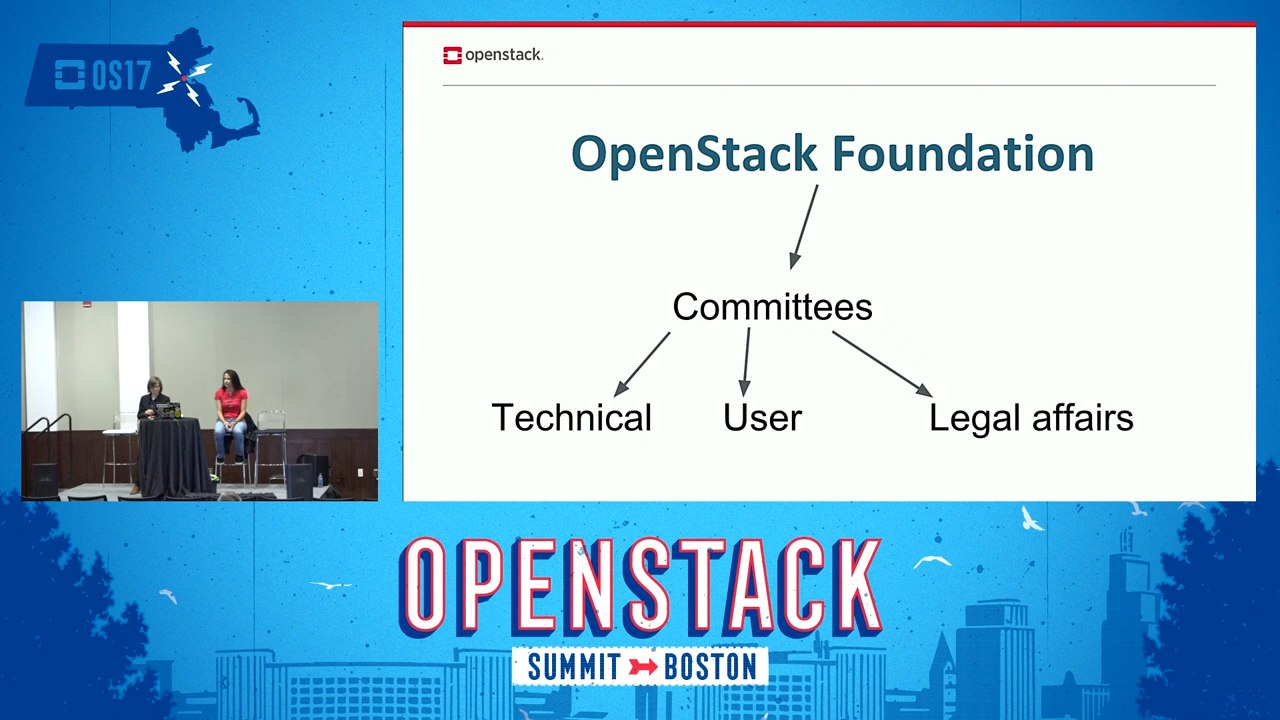 OS17
openstack.
OpenStack Foundation
Committees
Technical User Legal affairs
OPENSTACK
SUMMIT BOSTON